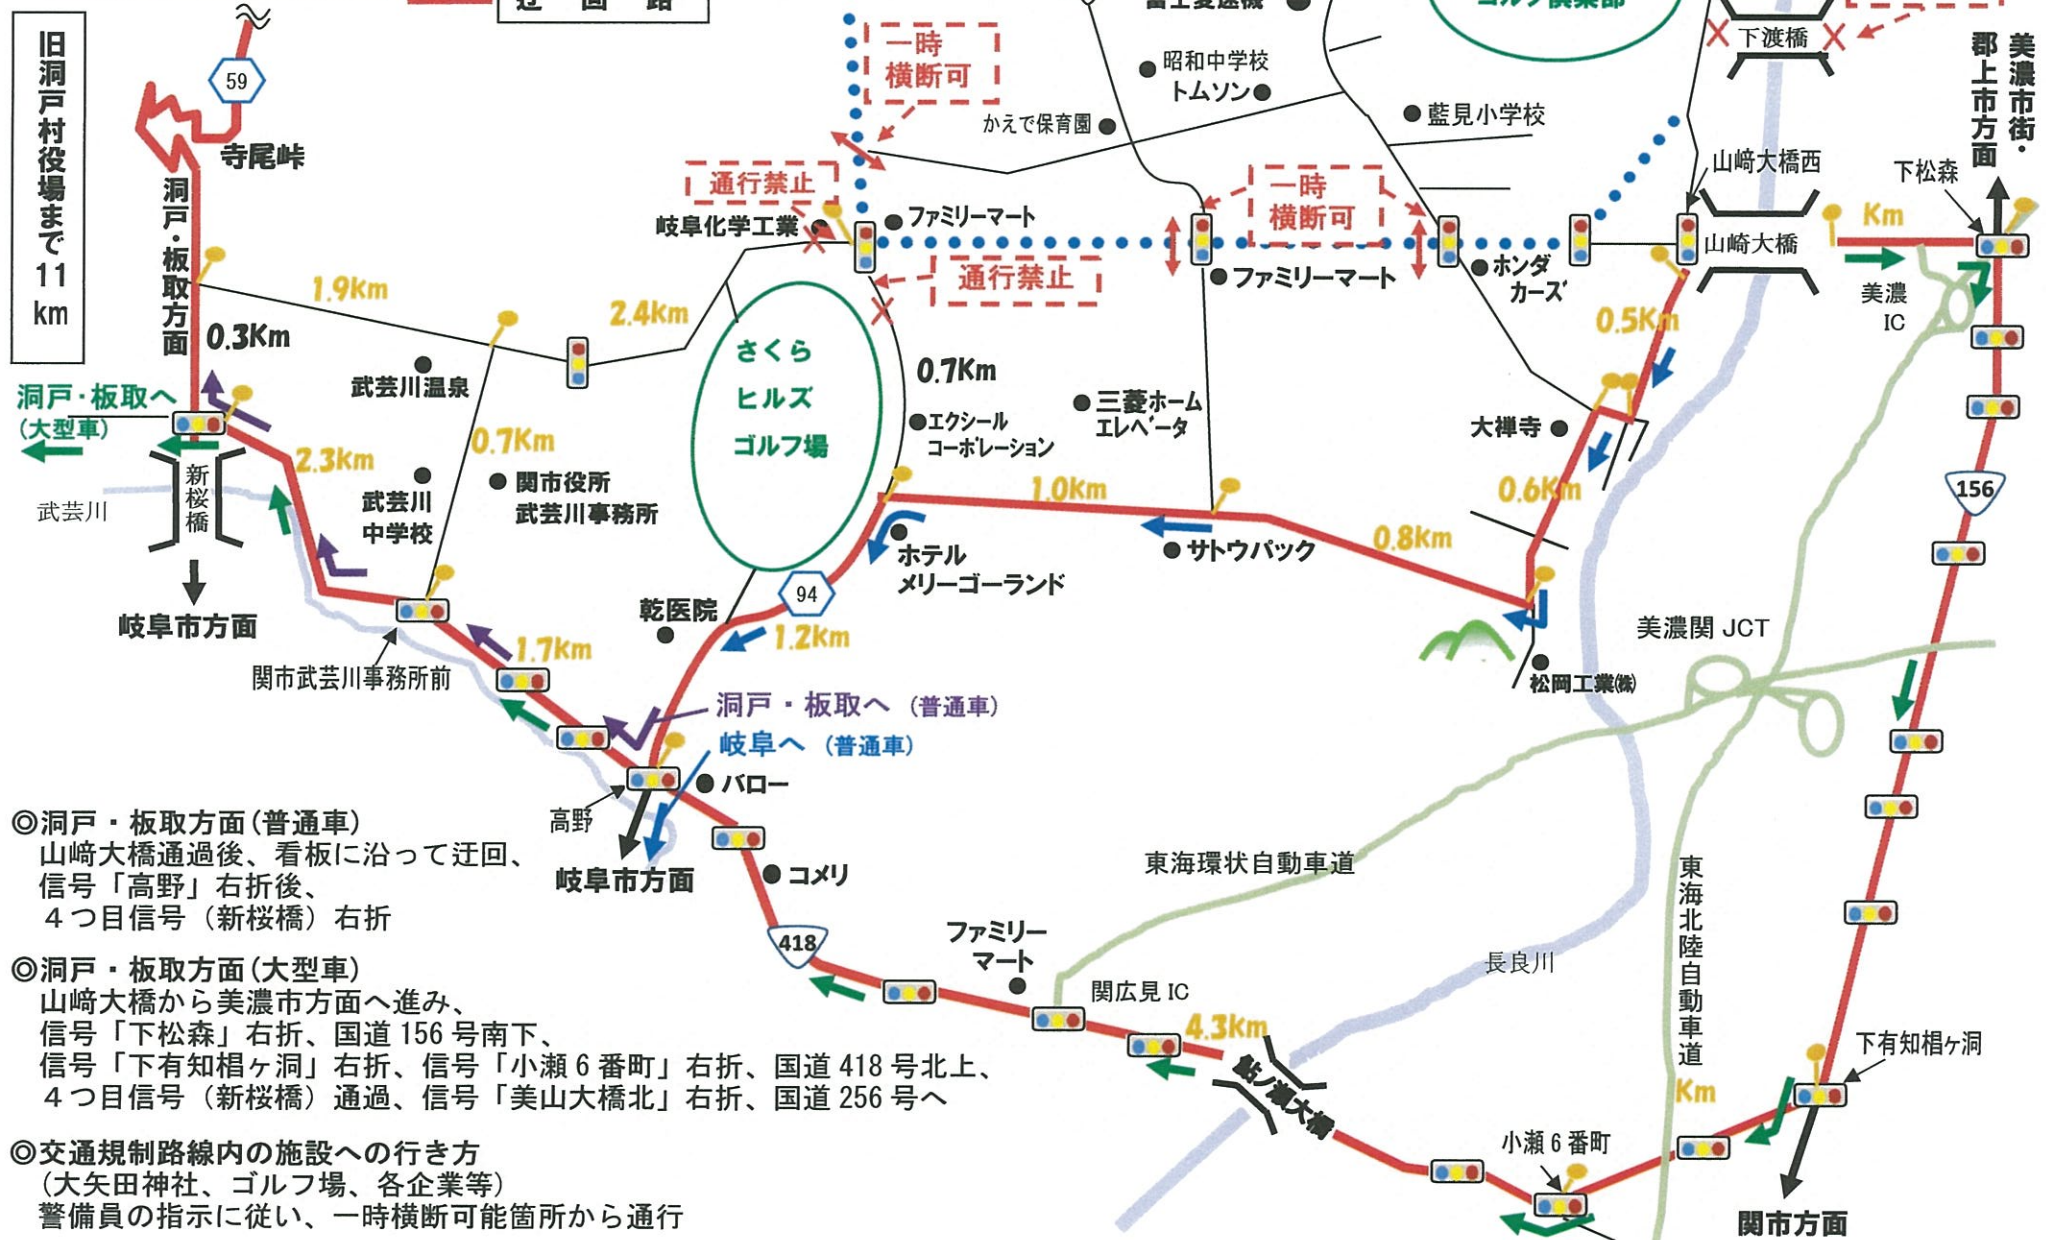 迂回路
富士変速機
ゴルフ倶楽部
旧洞戸村役場まで11km
59
寺尾峠
洞戸・板取方面
一時
横断可
昭和中学校
トムソン
かえで保育園
藍見小学校
下渡橋
美濃市街・
郡上市方面
下松森
山﨑大橋西
山﨑大橋
Km
美濃
IC
通行禁止
岐阜化学工業
ファミリーマート
一時
横断可
通行禁止
ファミリーマート
ホンダ
カーズ
1.9km
2.4km
0.3Km
0.5Km
武芸川温泉
さくら
ヒルズ
ゴルフ場
0.7Km
エクシール
コーポレーション
三菱ホーム
エレベータ
大禅寺
洞戸・板取へ
(大型車)
2.3km
0.7Km
武芸川
中学校
関市役所
武芸川事務所
新桜橋
武芸川
岐阜市方面
1.0Km
0.6Km
0.8Km
156
サトウパック
ホテル
メリーゴーランド
94
乾医院
1.2km
1.7km
関市武芸川事務所前
美濃関JCT
松岡工業㈱
洞戸・板取へ（普通車）
岐阜へ（普通車）
バロー
高野
岐阜市方面
コメリ
418
ファミリー
マート
関広見IC
4.3km
鮎ノ瀬大橋
東海環状自動車道
長良川
東海北陸自動車道
下有知椙ヶ洞
Km
小瀬6番町
関市方面
◎洞戸・板取方面(普通車)
山﨑大橋通過後、看板に沿って迂回、
信号「高野」右折後、
４つ目信号（新桜橋）右折
◎洞戸・板取方面(大型車)
山﨑大橋から美濃市方面へ進み、
信号「下松森」右折、国道156号南下、
信号「下有知椙ヶ洞」右折、信号「小瀬6番町」右折、国道418号北上、
４つ目信号（新桜橋）通過、信号「美山大橋北」右折、国道256号へ
◎交通規制路線内の施設への行き方
（大矢田神社、ゴルフ場、各企業等）
警備員の指示に従い、一時横断可能箇所から通行